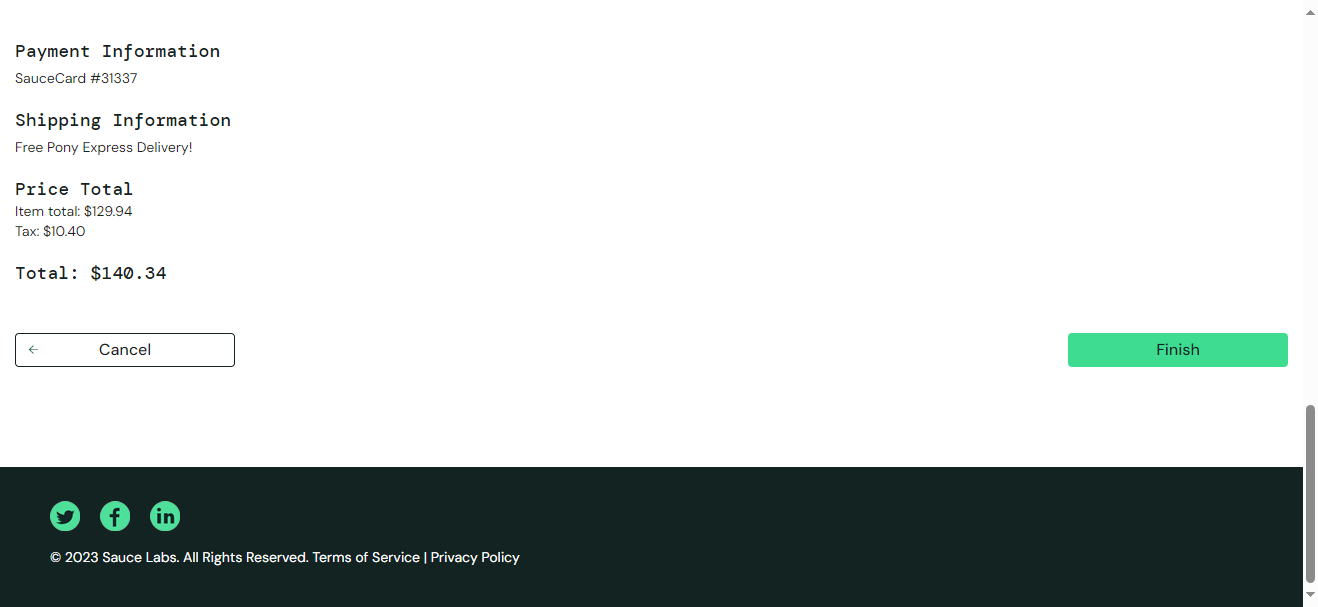 Payment Information
SauceCard #31337
Shipping Information
Free Pony Express Delivery!
Price Total
Item total: $129.94
Tax: $10.40
Total: $140.34
Cancel
Finish
© 2023 Sauce Labs. All Rights Reserved. Terms of Service | Privacy Policy